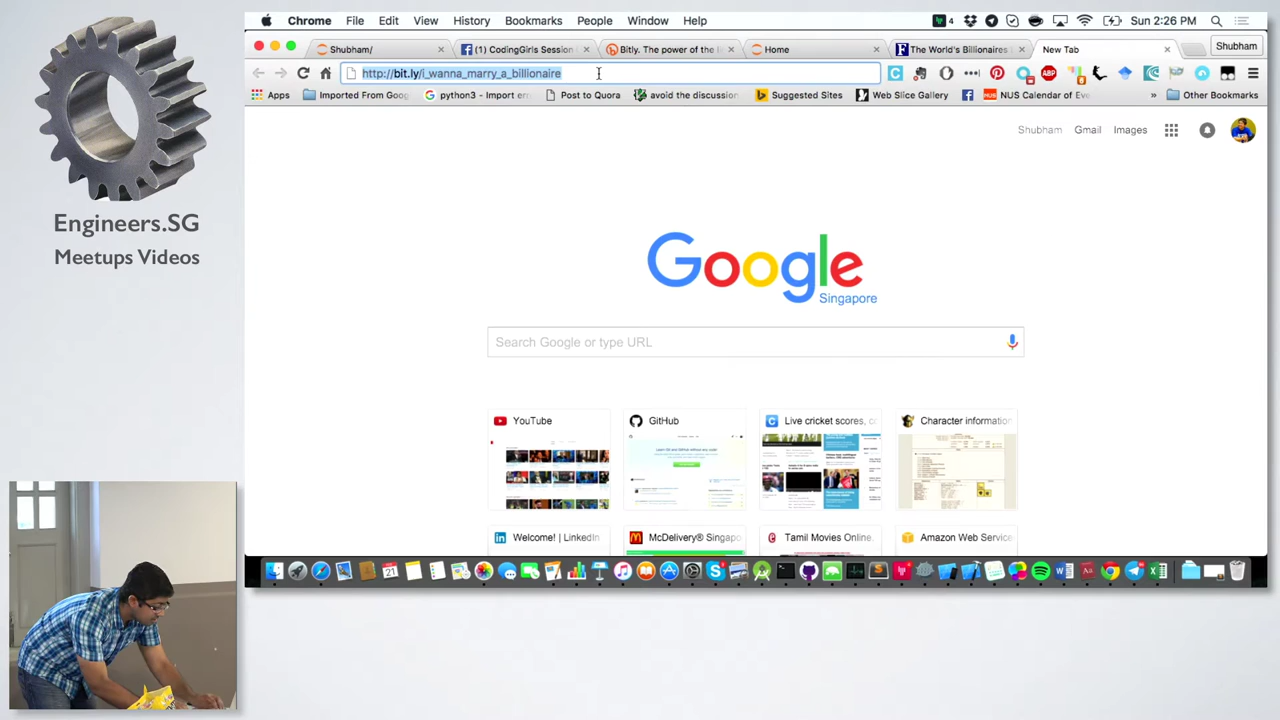 Chrome File Edit View History Bookmarks People Window Help
4 Sun 2:26 PM
Shubham/
(1) CodingGirls Session
Bitly. The power of the
Home
The World's Billionaires
New Tab
Shubham
http://bit.ly/i_wanna_marry_a_billionaire
Apps
Imported From Goog
python3 - Import em
Post to Quora
avoid the discussion
Suggested Sites
Web Slice Gallery
NUS Calendar of Eve
»
Other Bookmarks
Shubham Gmail Images
Google
Singapore
Search Google or type URL
YouTube
GitHub
Live cricket scores, co
Character information
Welcome! | LinkedIn
McDelivery® Singapo
Tamil Movies Online.
Amazon Web Service
Engineers.SG
Meetups Videos